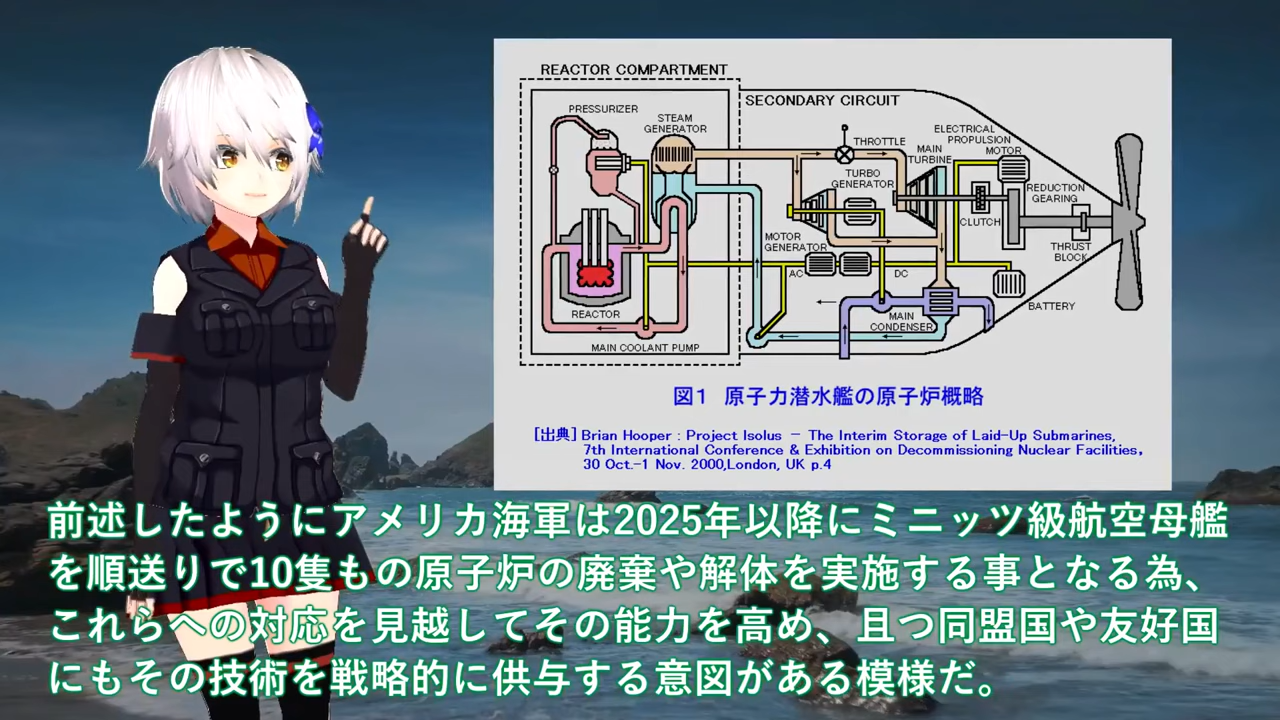 REACTOR COMPARTMENT
SECONDARY CIRCUIT
PRESSURIZER
STEAM
GENERATOR
THROTTLE
ELECTRICAL
PROPULSION
MOTOR
MAIN
TURBINE
TURBO
GENERATOR
REDUCTION
GEARING
CLUTCH
MOTOR
GENERATOR
THRUST
BLOCK
AC
DC
BATTERY
REACTOR
MAIN
CONDENSER
MAIN COOLANT PUMP
図1 原子力潜水艦の原子炉概略
[出典] Brian Hooper : Project Isolus − The Interim Storage of Laid-Up Submarines,
7th International Conference & Exhibition on Decommissioning Nuclear Facilities,
30 Oct.-1 Nov. 2000,London, UK p.4
前述したようにアメリカ海軍は2025年以降にミニッツ級航空母艦
を順送りで10隻もの原子炉の廃棄や解体を実施する事となる為、
これらへの対応を見越してその能力を高め、且つ同盟国や友好国
にもその技術を戦略的に供与する意図がある模様だ。